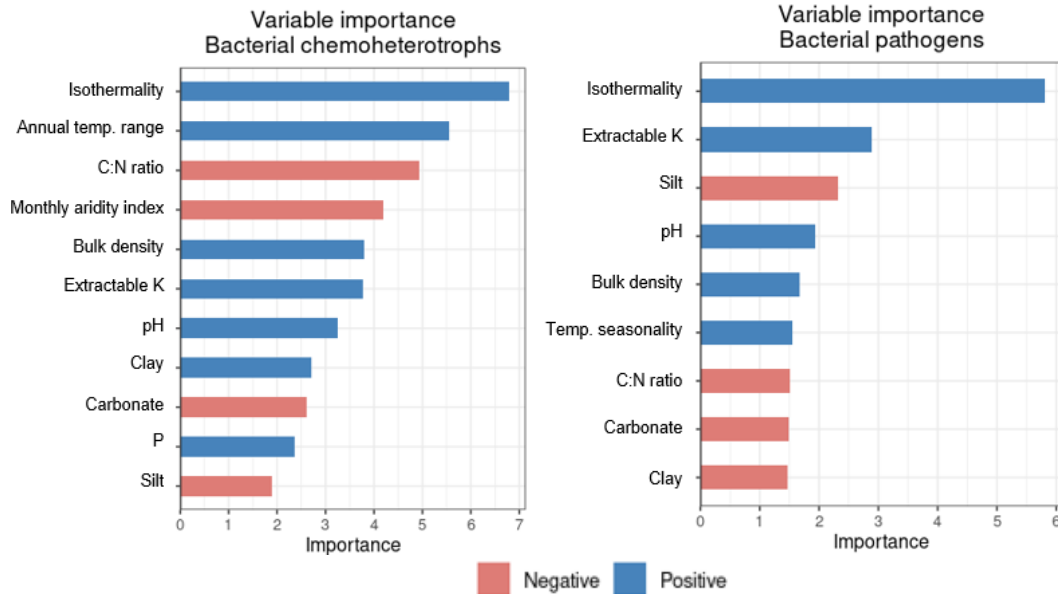 Variable importance
Bacterial chemoheterotrophs
Isothermality
Annual temp. range
C:N ratio
Monthly aridity index
Bulk density
Extractable K
pH
Clay
Carbonate
P
Silt
0 1 2 3 4 5 6 7
Importance
Variable importance
Bacterial pathogens
Isothermality
Extractable K
Silt
pH
Bulk density
Temp. seasonality
C:N ratio
Carbonate
Clay
0 1 2 3 4 5 6
Importance
Negative Positive